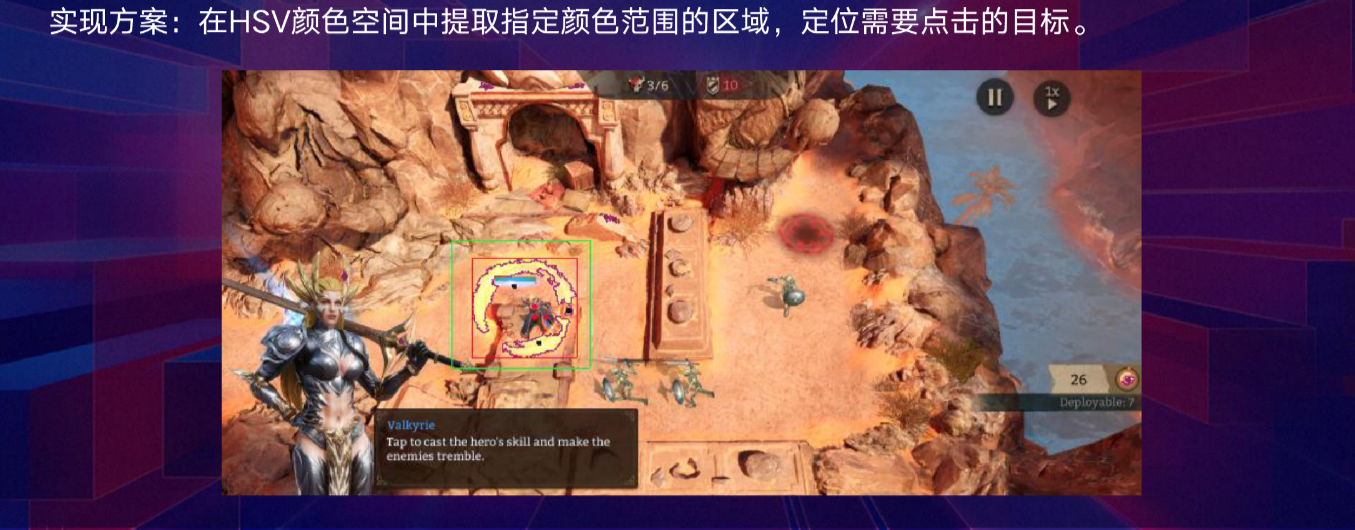 实现方案：在HSV颜色空间中提取指定颜色范围的区域，定位需要点击的目标。
3/6
10
1x
26
Deployable: 7
Valkyrie
Tap to cast the hero's skill and make the
enemies tremble.